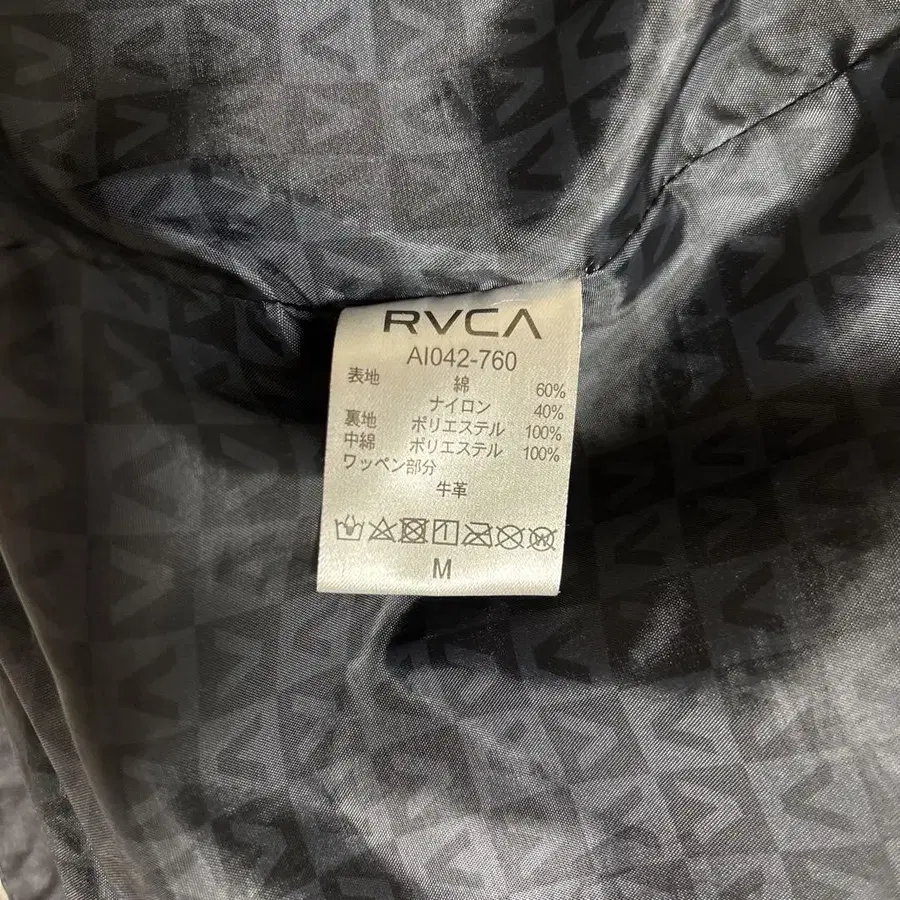 RVCA
AI042-760
表地 綿 60%
ナイロン 40%
裏地 ポリエステル 100%
中綿 ポリエステル 100%
ワッペン部分
牛革
M